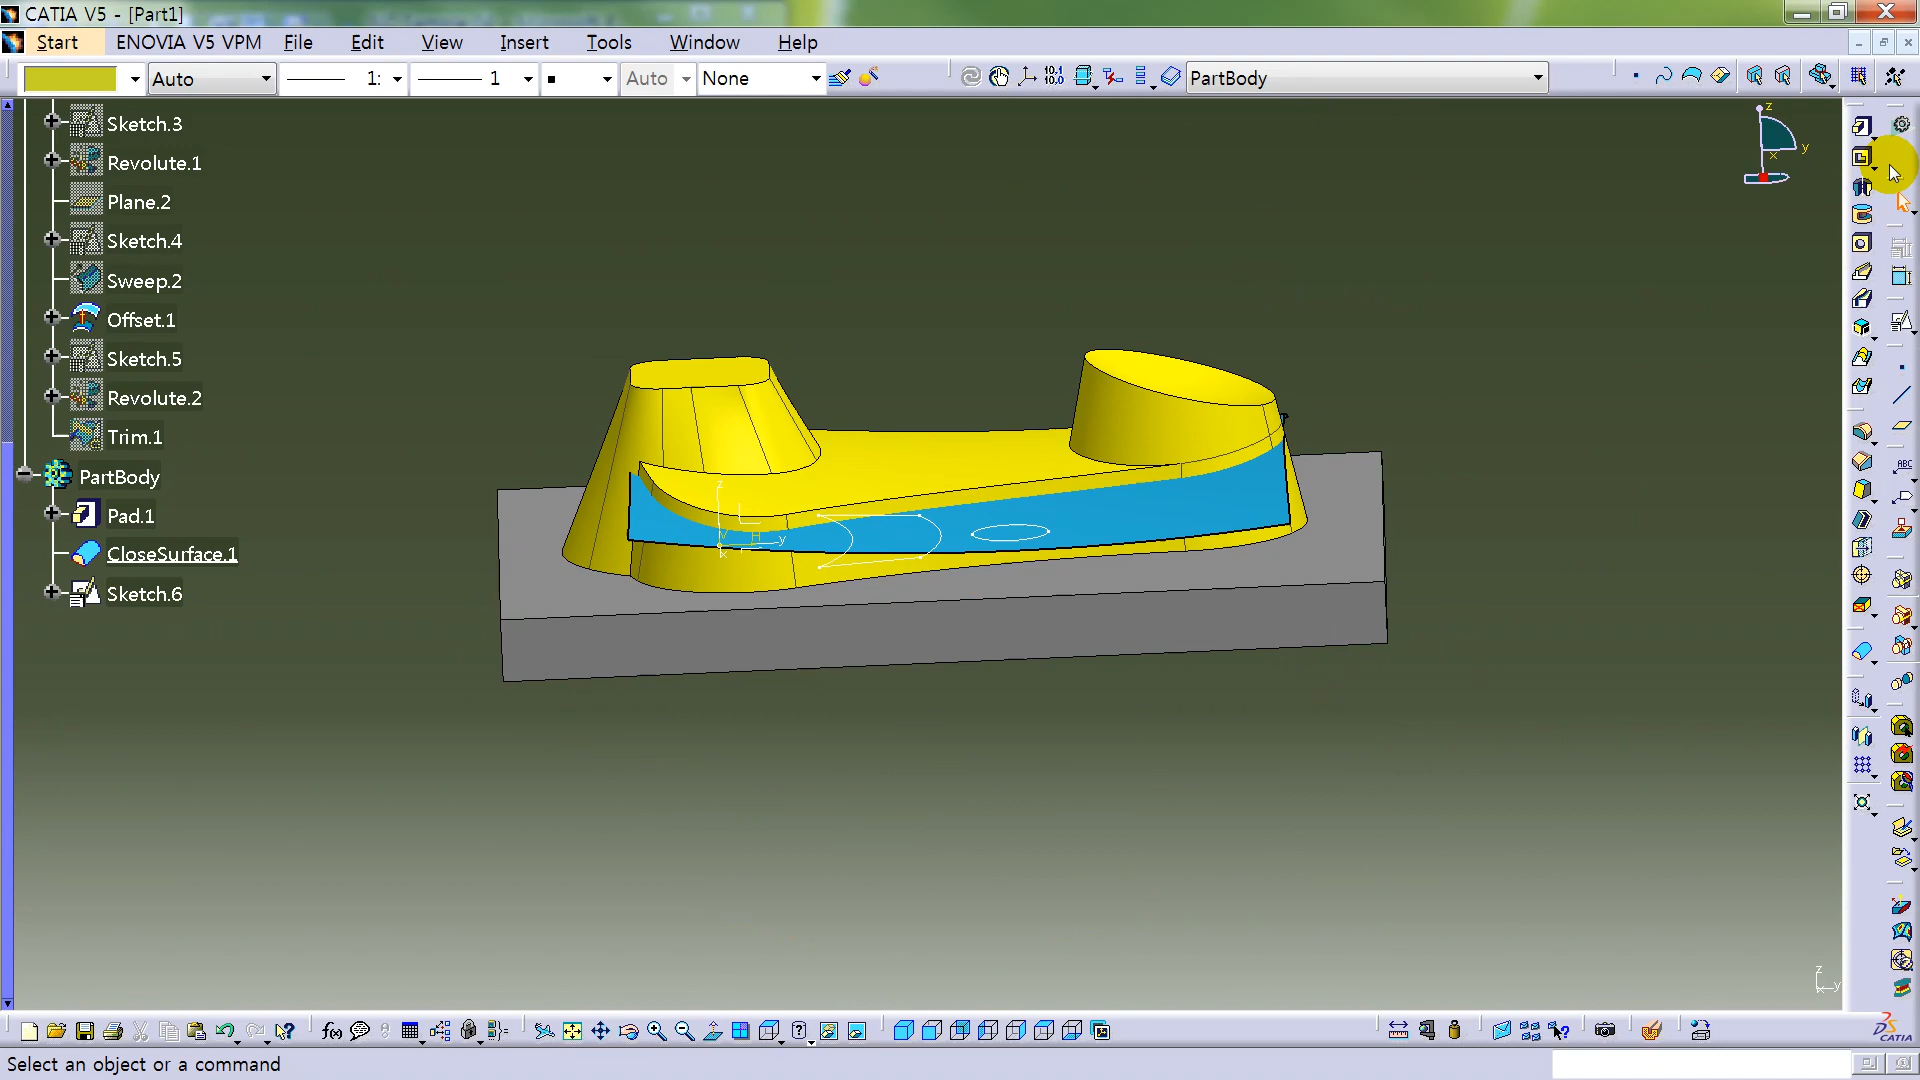 CATIA V5 - [Part1]
Start ENOVIA V5 VPM File Edit View Insert Tools Window Help
Auto 1: 1 Auto None PartBody
Sketch.3
Revolute.1
Plane.2
Sketch.4
Sweep.2
Offset.1
Sketch.5
Revolute.2
Trim.1
PartBody
Pad.1
CloseSurface.1
Sketch.6
z
y
x
z
V H
y
x
z
y
x
CATIA
Select an object or a command